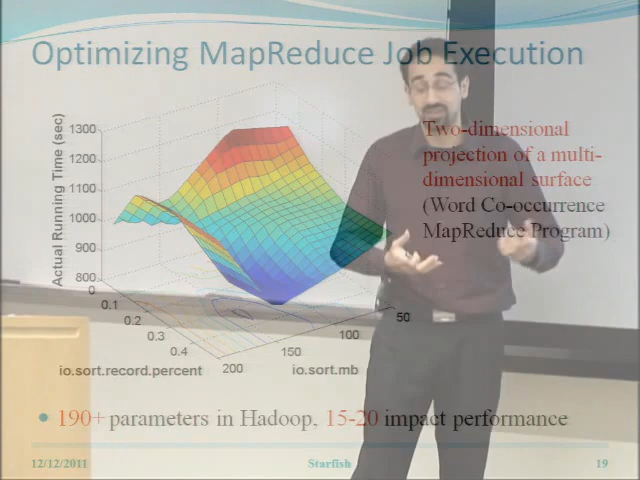 Optimizing MapReduce Job Execution
Two-dimensional
projection of a multi-
dimensional surface
(Word Co-occurrence
MapReduce Program)
Actual Running Time (sec)
1300
1200
1100
1000
900
800
0
0.1
0.2
0.3
0.4
50
100
150
200
io.sort.record.percent
io.sort.mb
190+ parameters in Hadoop, 15-20 impact performance
12/12/2011
Starfish
19